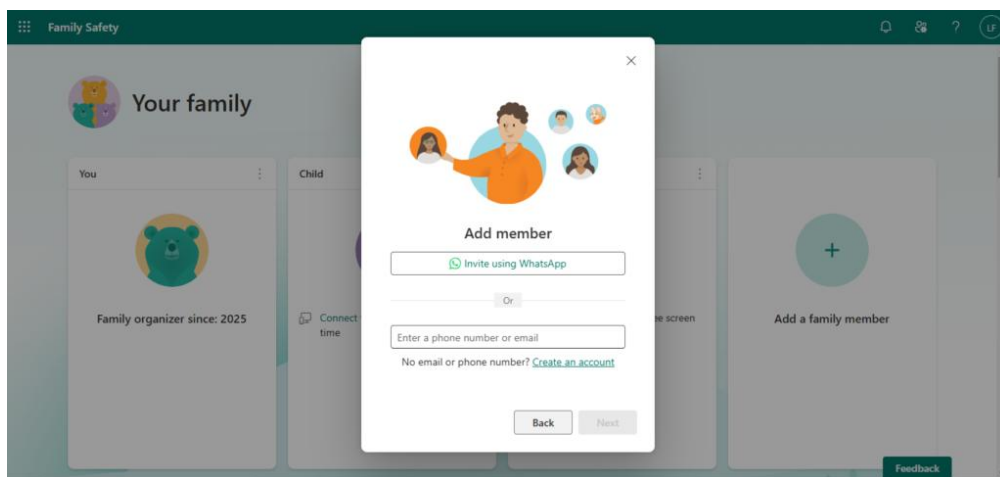 Family Safety
?
LF
Your family
You
Child
Family organizer since: 2025
Connect
time
Add member
Invite using WhatsApp
Or
Enter a phone number or email
No email or phone number? Create an account
Back
Next
screen
+
Add a family member
Feedback